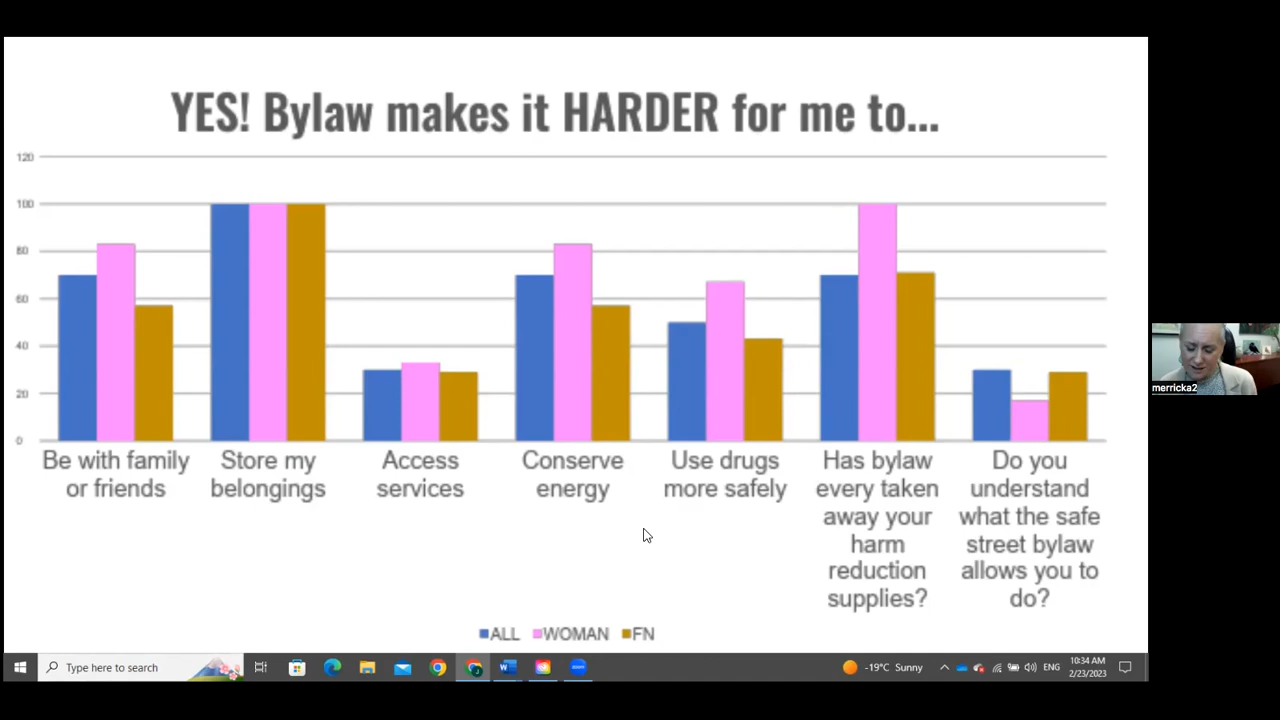 YES! Bylaw makes it HARDER for me to...
120
100
80
60
40
20
0
Be with family
or friends
Store my
belongings
Access
services
Conserve
energy
Use drugs
more safely
Has bylaw
every taken
away your
harm
reduction
supplies?
Do you
understand
what the safe
street bylaw
allows you to
do?
ALL WOMAN FN
merricka2
Type here to search
-19°C Sunny
ENG
10:34 AM
2/23/2023